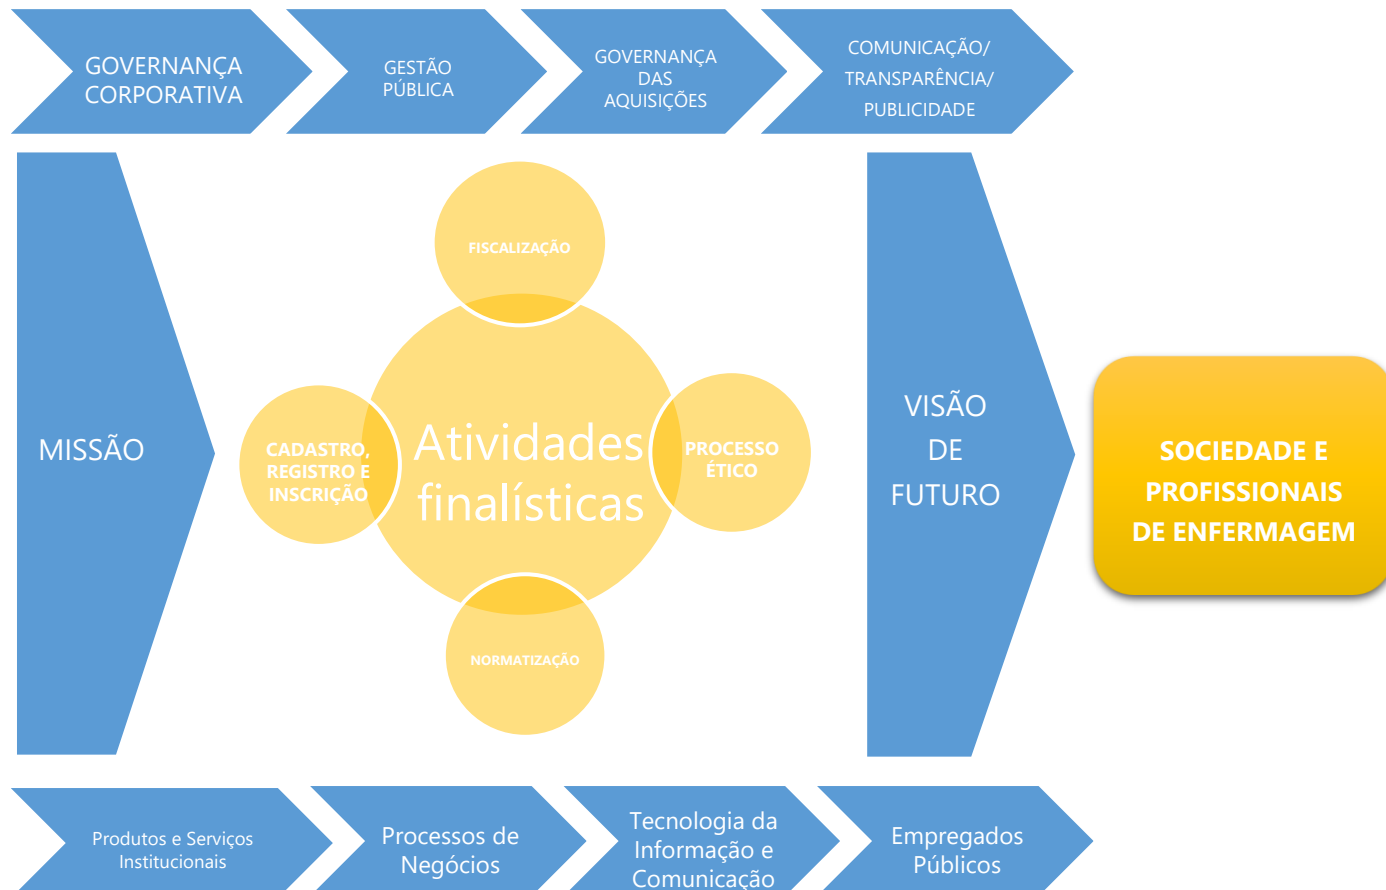 GOVERNANÇA
CORPORATIVA
GESTÃO
PÚBLICA
GOVERNANÇA
DAS
AQUISIÇÕES
COMUNICAÇÃO/
TRANSPARÊNCIA/
PUBLICIDADE
MISSÃO
FISCALIZAÇÃO
CADASTRO,
REGISTRO E
INSCRIÇÃO
Atividades
finalísticas
PROCESSO
ÉTICO
NORMATIZAÇÃO
VISÃO
DE
FUTURO
SOCIEDADE E
PROFISSIONAIS
DE ENFERMAGEM
Produtos e Serviços
Institucionais
Processos de
Negócios
Tecnologia da
Informação e
Comunicação
Empregados
Públicos